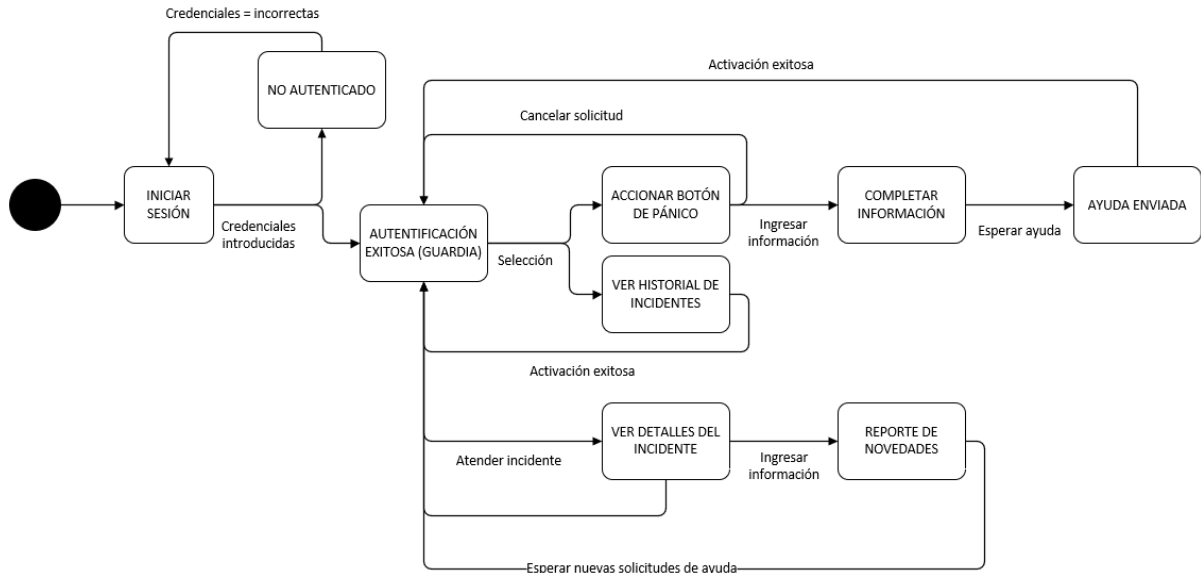 Credenciales = incorrectas
NO AUTENTICADO
Activación exitosa
Cancelar solicitud
INICIAR
SESIÓN
Credenciales
introducidas
AUTENTIFICACIÓN
EXITOSA (GUARDIA)
Selección
ACCIONAR BOTÓN
DE PÁNICO
Ingresar
información
COMPLETAR
INFORMACIÓN
Esperar ayuda
AYUDA ENVIADA
VER HISTORIAL DE
INCIDENTES
Activación exitosa
Atender incidente
VER DETALLES DEL
INCIDENTE
Ingresar
información
REPORTE DE
NOVEDADES
Esperar nuevas solicitudes de ayuda